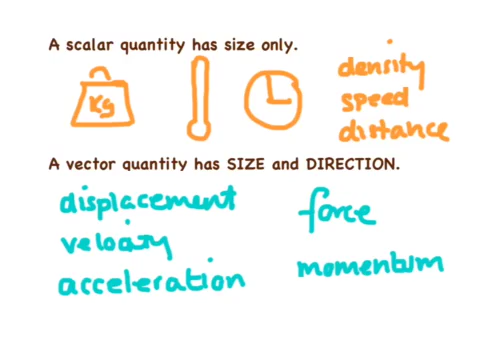 A scalar quantity has size only.
Kg
density
speed
distance
A vector quantity has SIZE and DIRECTION.
displacement
velocity
acceleration
force
momentum